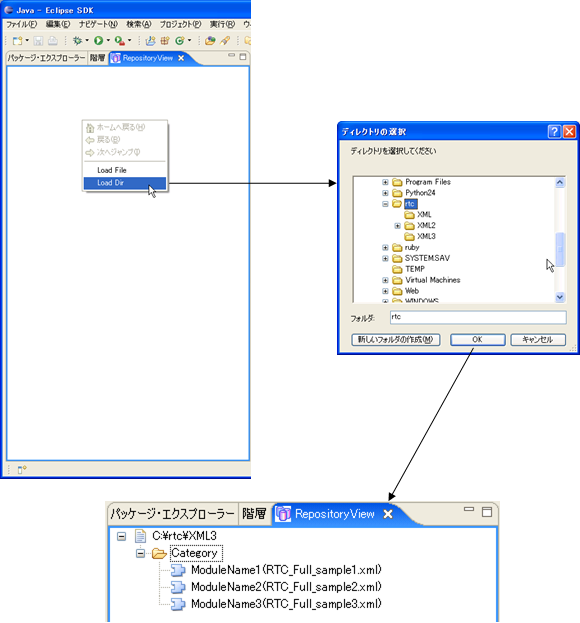 Java - Eclipse SDK
ファイル(F) 編集(E) ナビゲート(N) 検索(A) プロジェクト(P) 実行(R)
パッケージ・エクスプローラー 階層 RepositoryView
ホームへ戻る(H)
戻る(B)
次へジャンプ(I)
Load File
Load Dir
ディレクトリの選択
ディレクトリを選択してください
Program Files
Python24
rtc
XML
XML2
XML3
ruby
SYSTEM.SAV
TEMP
Virtual Machines
Web
WINDOWS
フォルダ: rtc
新しいフォルダの作成(M) OK キャンセル
パッケージ・エクスプローラー 階層 RepositoryView
C:¥rtc¥XML3
Category
ModuleName1(RTC_Full_sample1.xml)
ModuleName2(RTC_Full_sample2.xml)
ModuleName3(RTC_Full_sample3.xml)